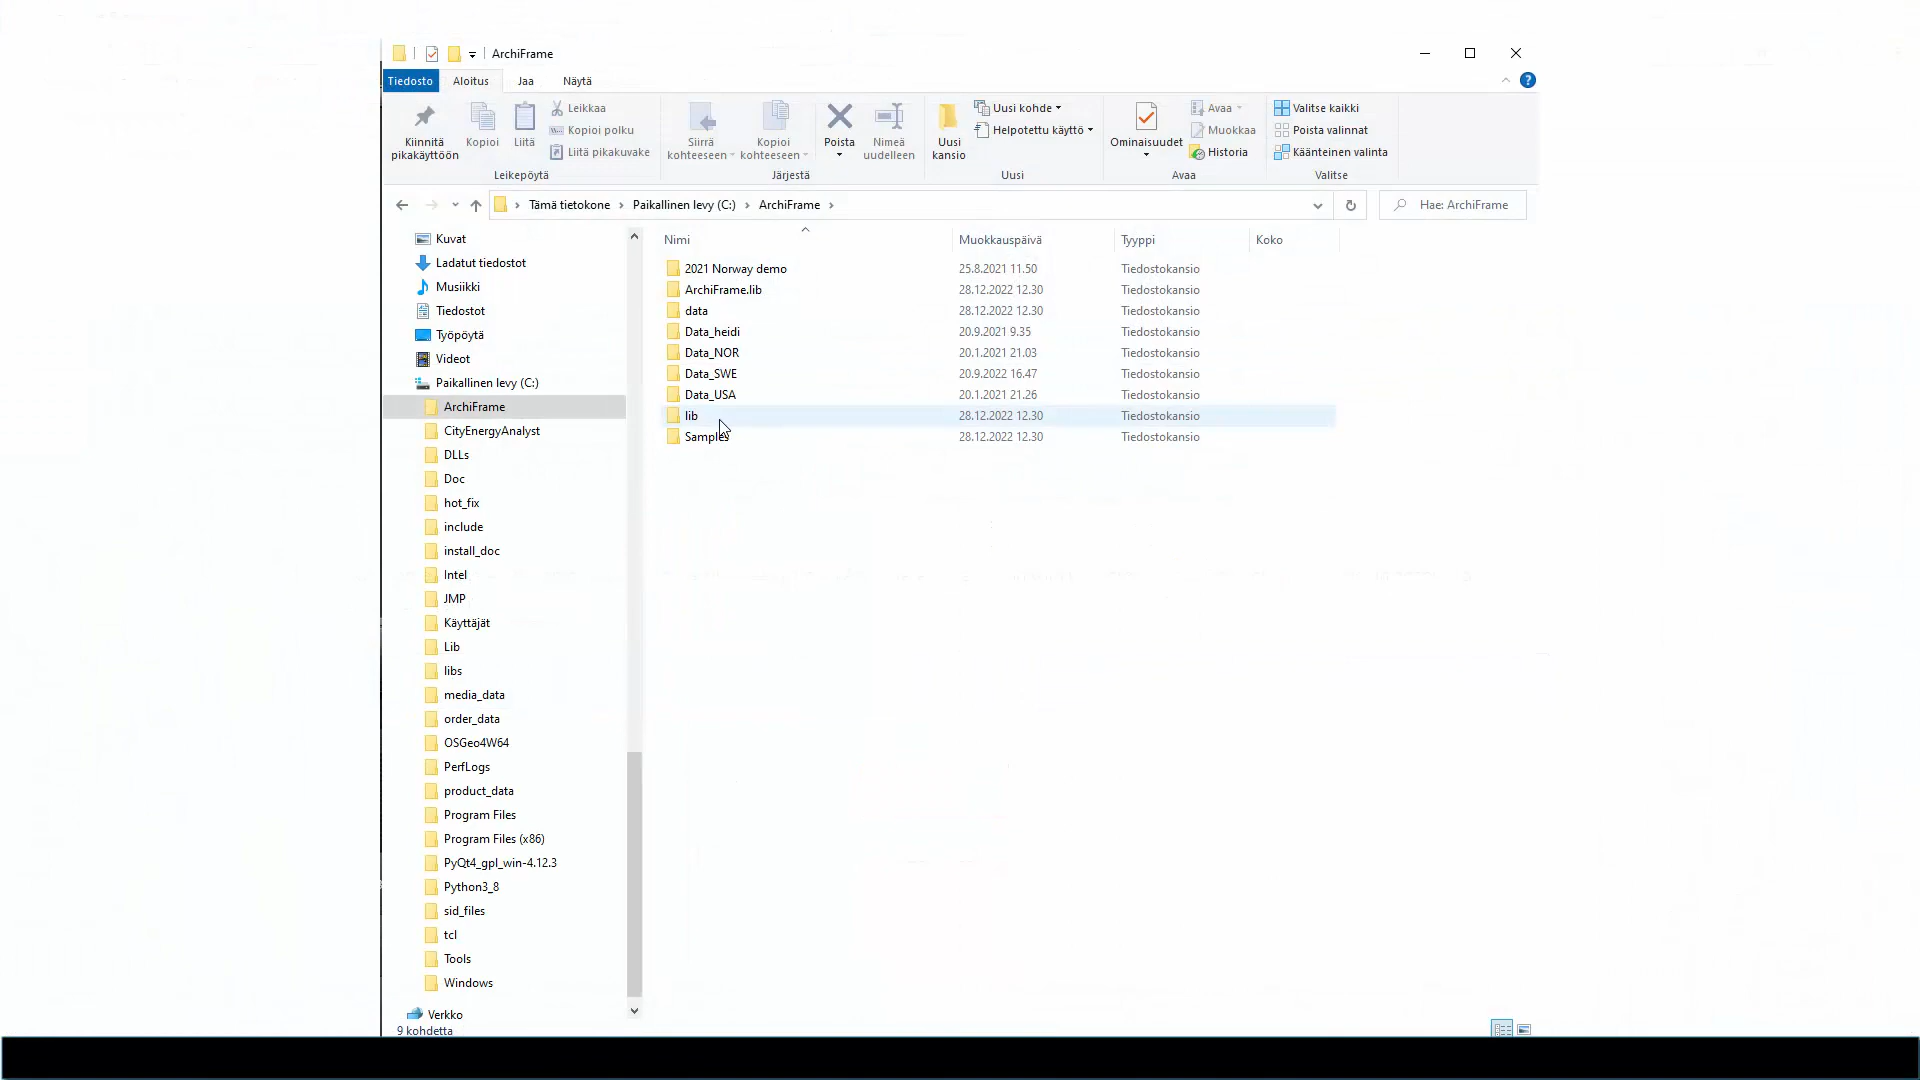 ArchiFrame
Tiedosto Aloitus Jaa Näytä
Kiinnitä pikakäyttöön
Kopioi
Liitä
Leikkaa
Kopioi polku
Liitä pikakuvake
Leikepöytä
Siirrä kohteeseen
Kopioi kohteeseen
Poista
Nimeä uudelleen
Järjestä
Uusi kansio
Uusi kohde
Helpotettu käyttö
Uusi
Ominaisuudet
Avaa
Muokkaa
Historia
Avaa
Valitse kaikki
Poista valinnat
Käänteinen valinta
Valitse
Tämä tietokone > Paikallinen levy (C:) > ArchiFrame >
Hae: ArchiFrame
Kuvat
Ladatut tiedostot
Musiikki
Tiedostot
Työpöytä
Videot
Paikallinen levy (C:)
ArchiFrame
CityEnergyAnalyst
DLLs
Doc
hot_fix
include
install_doc
Intel
JMP
Käyttäjät
Lib
libs
media_data
order_data
OSGeo4W64
PerfLogs
product_data
Program Files
Program Files (x86)
PyQt4_gpl_win-4.12.3
Python3_8
sid_files
tcl
Tools
Windows
Verkko
Nimi Muokkauspäivä Tyyppi Koko
2021 Norway demo 25.8.2021 11.50 Tiedostokansio
ArchiFrame.lib 28.12.2022 12.30 Tiedostokansio
data 28.12.2022 12.30 Tiedostokansio
Data_heidi 20.9.2021 9.35 Tiedostokansio
Data_NOR 20.1.2021 21.03 Tiedostokansio
Data_SWE 20.9.2022 16.47 Tiedostokansio
Data_USA 20.1.2021 21.26 Tiedostokansio
lib 28.12.2022 12.30 Tiedostokansio
Samples 28.12.2022 12.30 Tiedostokansio
9 kohdetta